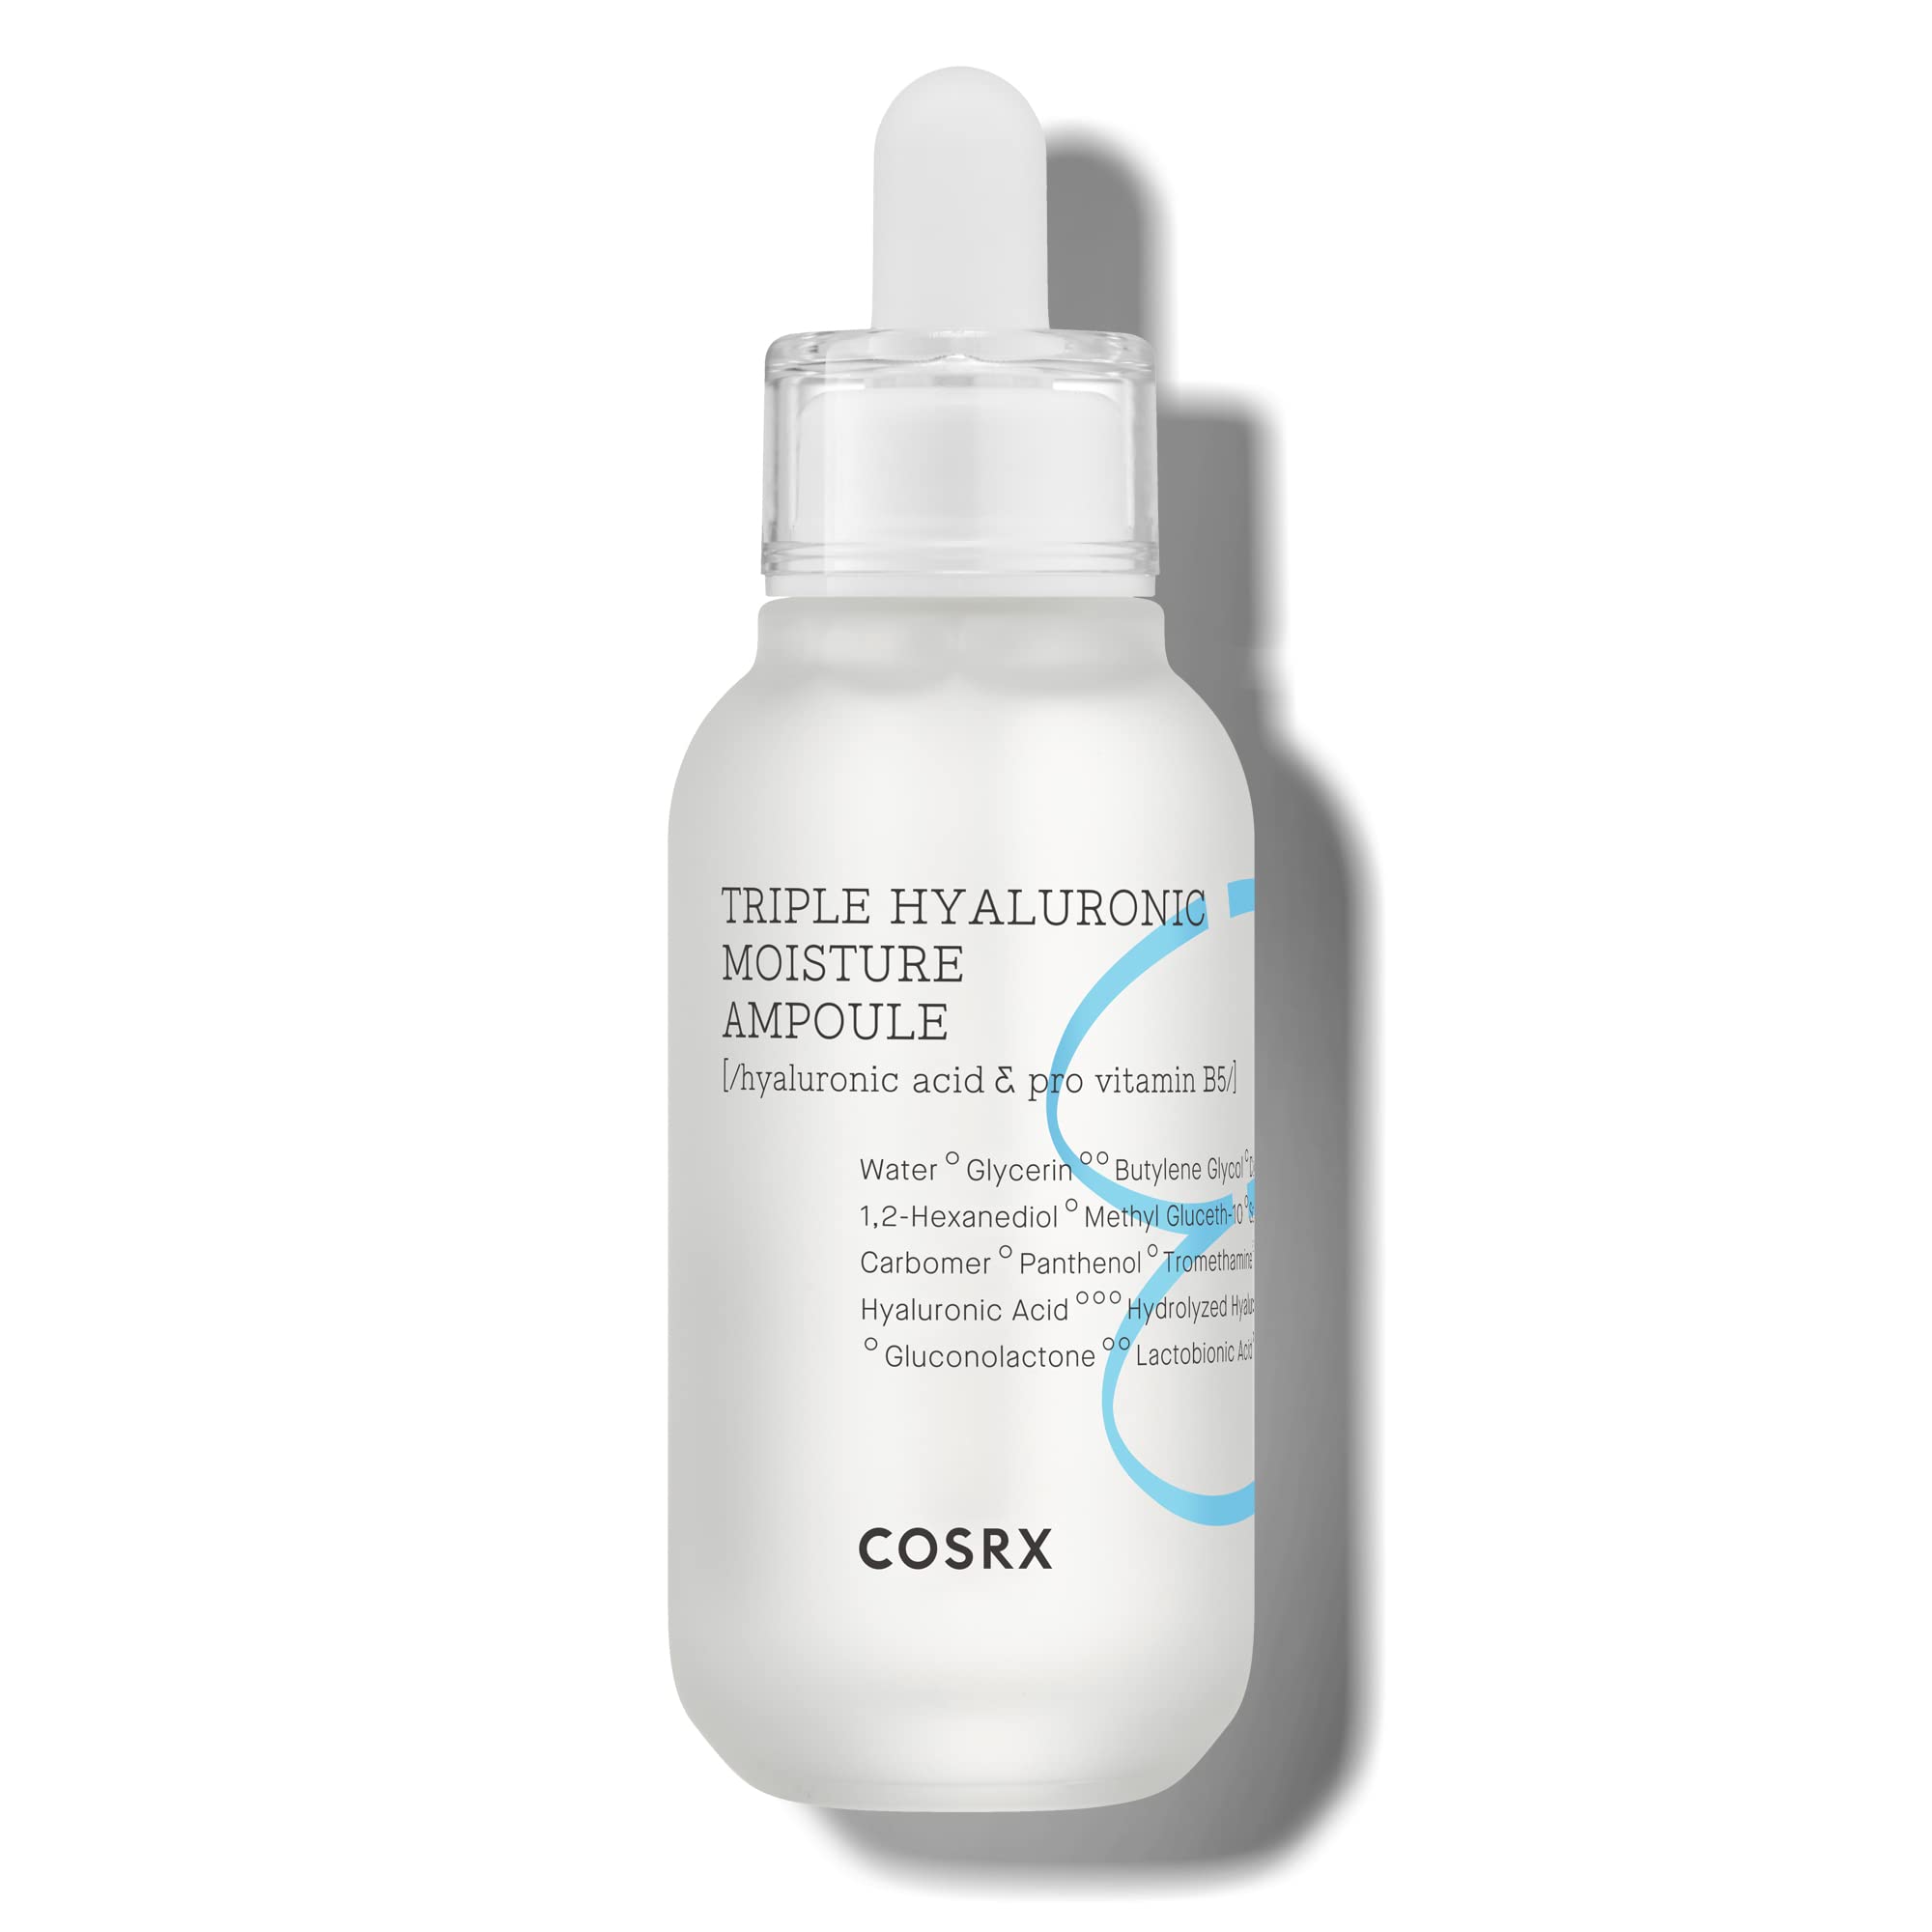 TRIPLE HYALURONIC
MOISTURE
AMPOULE
[/hyaluronic acid & pro vitamin B5/]
Water ° Glycerin °° Butylene Glycol °
1,2-Hexanediol ° Methyl Gluceth-10 °
Carbomer ° Panthenol ° Tromethamine
Hyaluronic Acid °°° Hydrolyzed
° Gluconolactone °° Lactobionic Acid
COSRX